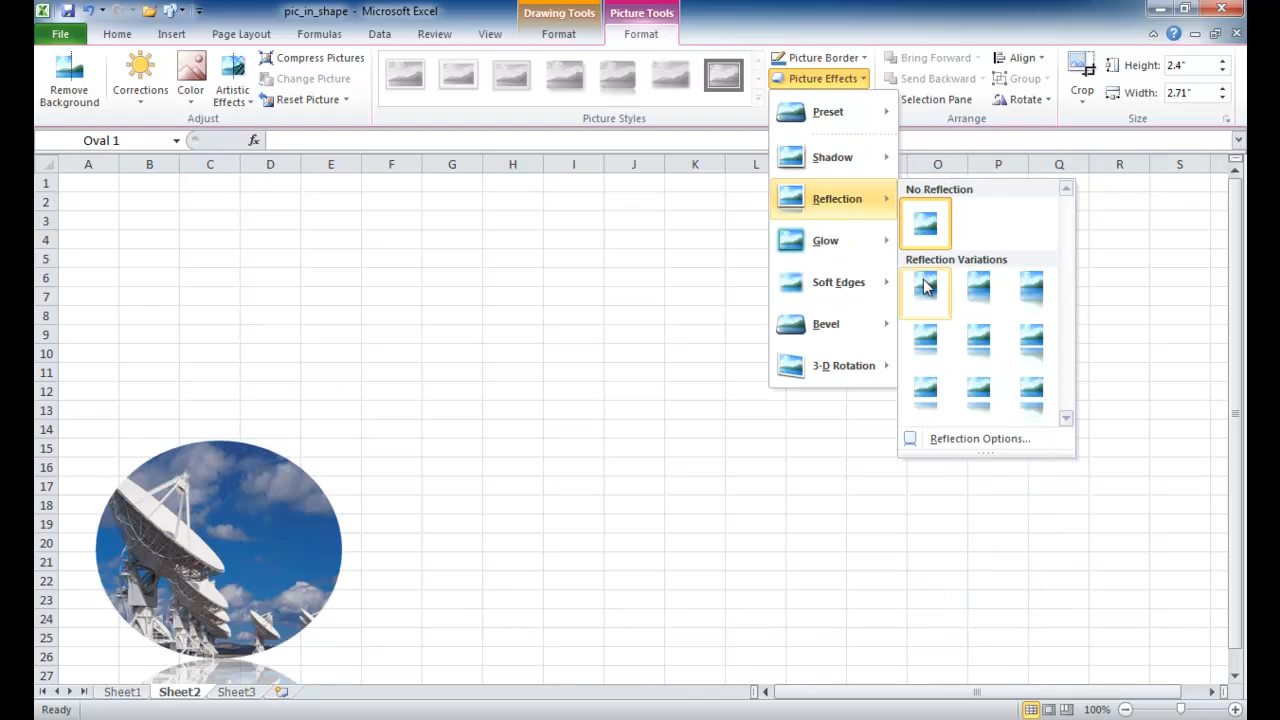 pic_in_shape - Microsoft Excel
Drawing Tools
Picture Tools
File
Home
Insert
Page Layout
Formulas
Data
Review
View
Format
Format
Remove
Background
Corrections
Color
Artistic
Effects
Compress Pictures
Change Picture
Reset Picture
Adjust
Picture Styles
Picture Border
Picture Effects
Bring Forward
Send Backward
Selection Pane
Align
Group
Rotate
Arrange
Crop
Height: 2.4"
Width: 2.71"
Size
Oval 1
fx
A B C D E F G H I J K L O P Q R S
1
2
3
4
5
6
7
8
9
10
11
12
13
14
15
16
17
18
19
20
21
22
23
24
25
26
27
Preset
Shadow
Reflection
Glow
Soft Edges
Bevel
3-D Rotation
No Reflection
Reflection Variations
Reflection Options...
Sheet1
Sheet2
Sheet3
Ready
100%